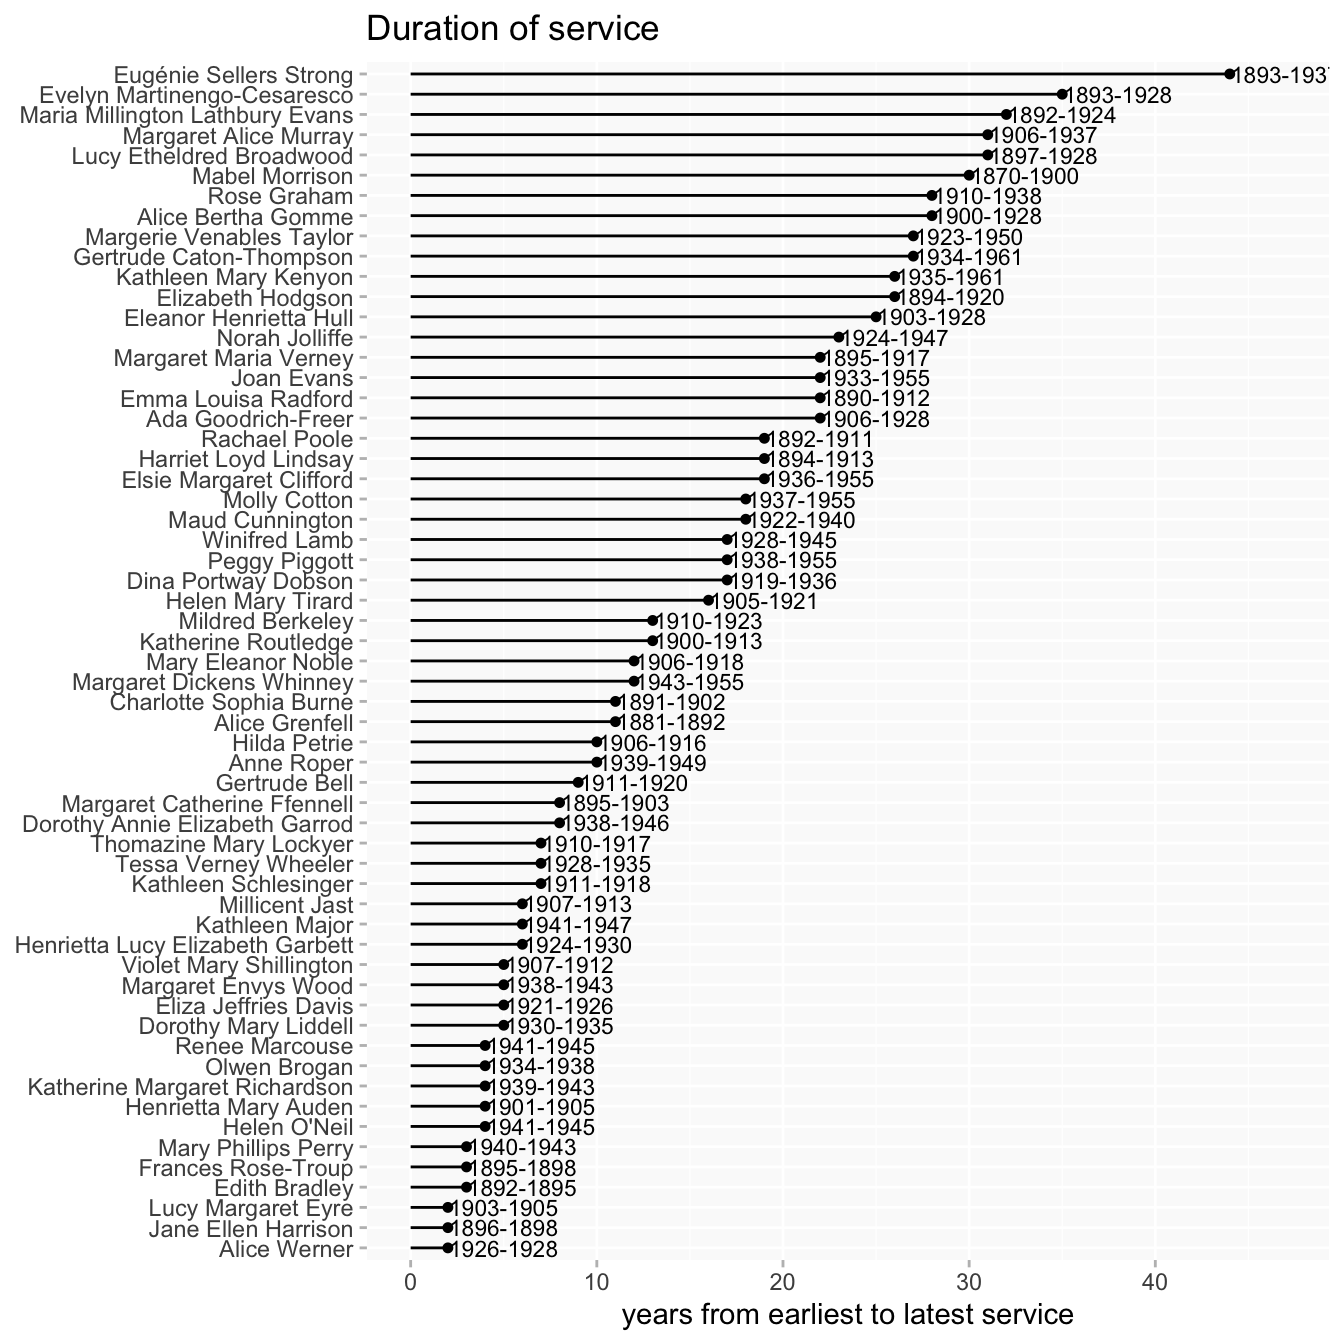 Duration of service
Eugénie Sellers Strong 1893-193
Evelyn Martinengo-Cesaresco 1893-1928
Maria Millington Lathbury Evans 1892-1924
Margaret Alice Murray 1906-1937
Lucy Etheldred Broadwood 1897-1928
Mabel Morrison 1870-1900
Rose Graham 1910-1938
Alice Bertha Gomme 1900-1928
Margerie Venables Taylor 1923-1950
Gertrude Caton-Thompson 1934-1961
Kathleen Mary Kenyon 1935-1961
Elizabeth Hodgson 1894-1920
Eleanor Henrietta Hull 1903-1928
Norah Jolliffe 1924-1947
Margaret Maria Verney 1895-1917
Joan Evans 1933-1955
Emma Louisa Radford 1890-1912
Ada Goodrich-Freer 1906-1928
Rachael Poole 1892-1911
Harriet Loyd Lindsay 1894-1913
Elsie Margaret Clifford 1936-1955
Molly Cotton 1937-1955
Maud Cunnington 1922-1940
Winifred Lamb 1928-1945
Peggy Piggott 1938-1955
Dina Portway Dobson 1919-1936
Helen Mary Tirard 1905-1921
Mildred Berkeley 1910-1923
Katherine Routledge 1900-1913
Mary Eleanor Noble 1906-1918
Margaret Dickens Whinney 1943-1955
Charlotte Sophia Burne 1891-1902
Alice Grenfell 1881-1892
Hilda Petrie 1906-1916
Anne Roper 1939-1949
Gertrude Bell 1911-1920
Margaret Catherine Ffennell 1895-1903
Dorothy Annie Elizabeth Garrod 1938-1946
Thomazine Mary Lockyer 1910-1917
Tessa Verney Wheeler 1928-1935
Kathleen Schlesinger 1911-1918
Millicent Jast 1907-1913
Kathleen Major 1941-1947
Henrietta Lucy Elizabeth Garbett 1924-1930
Violet Mary Shillington 1907-1912
Margaret Envys Wood 1938-1943
Eliza Jeffries Davis 1921-1926
Dorothy Mary Liddell 1930-1935
Renee Marcouse 1941-1945
Olwen Brogan 1934-1938
Katherine Margaret Richardson 1939-1943
Henrietta Mary Auden 1901-1905
Helen O'Neil 1941-1945
Mary Phillips Perry 1940-1943
Frances Rose-Troup 1895-1898
Edith Bradley 1892-1895
Lucy Margaret Eyre 1903-1905
Jane Ellen Harrison 1896-1898
Alice Werner 1926-1928
0 10 20 30 40
years from earliest to latest service